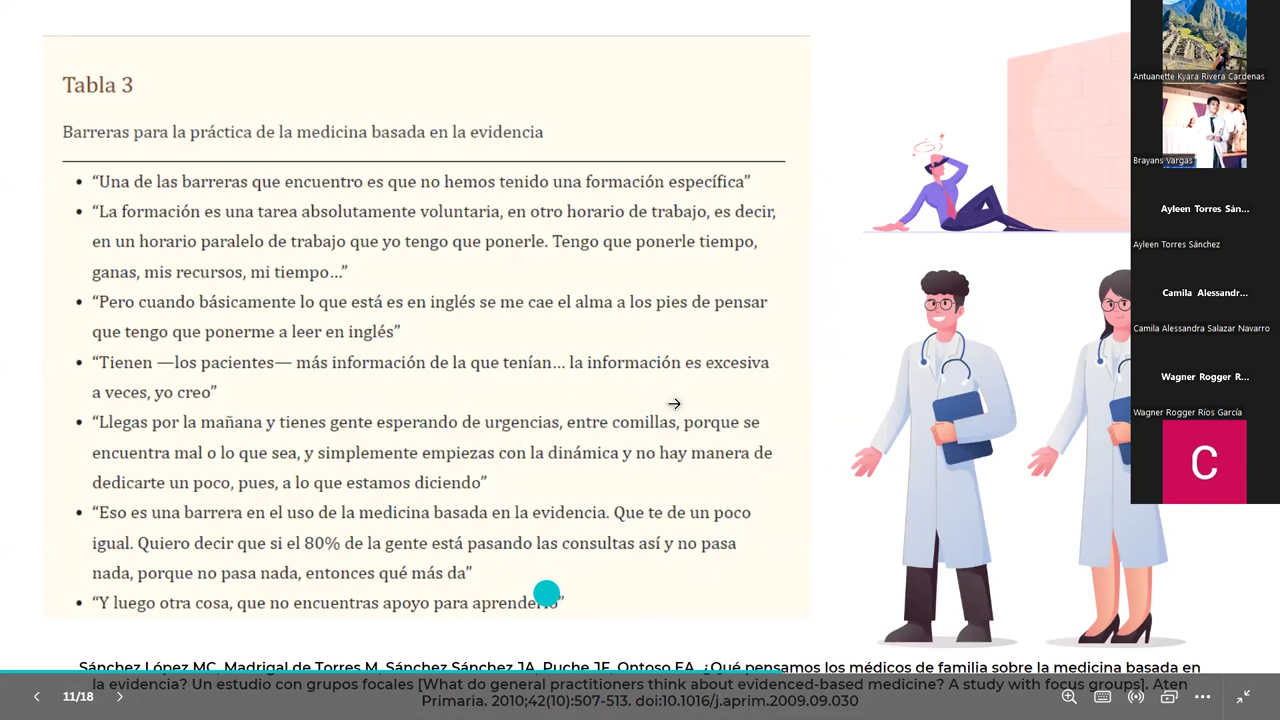 Tabla 3
Barreras para la práctica de la medicina basada en la evidencia
• “Una de las barreras que encuentro es que no hemos tenido una formación específica”
• “La formación es una tarea absolutamente voluntaria, en otro horario de trabajo, es decir,
en un horario paralelo de trabajo que yo tengo que ponerle. Tengo que ponerle tiempo,
ganas, mis recursos, mi tiempo…”
• “Pero cuando básicamente lo que está es en inglés se me cae el alma a los pies de pensar
que tengo que ponerme a leer en inglés”
• “Tienen —los pacientes— más información de la que tenían… la información es excesiva
a veces, yo creo”
• “Llegas por la mañana y tienes gente esperando de urgencias, entre comillas, porque se
encuentra mal o lo que sea, y simplemente empiezas con la dinámica y no hay manera de
dedicarte un poco, pues, a lo que estamos diciendo”
• “Eso es una barrera en el uso de la medicina basada en la evidencia. Que te de un poco
igual. Quiero decir que si el 80% de la gente está pasando las consultas así y no pasa
nada, porque no pasa nada, entonces qué más da”
• “Y luego otra cosa, que no encuentras apoyo para aprenderlo”
Sánchez López MC, Madrigal de Torres M, Sánchez Sánchez JA, Puche JF, Ontoso EA. ¿Qué pensamos los médicos de familia sobre la medicina basada en
la evidencia? Un estudio con grupos focales [What do general practitioners think about evidenced-based medicine? A study with focus groups]. Aten
Primaria. 2010;42(10):507-513. doi:10.1016/j.aprim.2009.09.030
11/18
Antuanette Kyara Rivera Cardenas
Brayans Vargas
Ayleen Torres Sán...
Ayleen Torres Sánchez
Camila Alessandr...
Camila Alessandra Salazar Navarro
Wagner Rogger R...
Wagner Rogger Ríos García
C